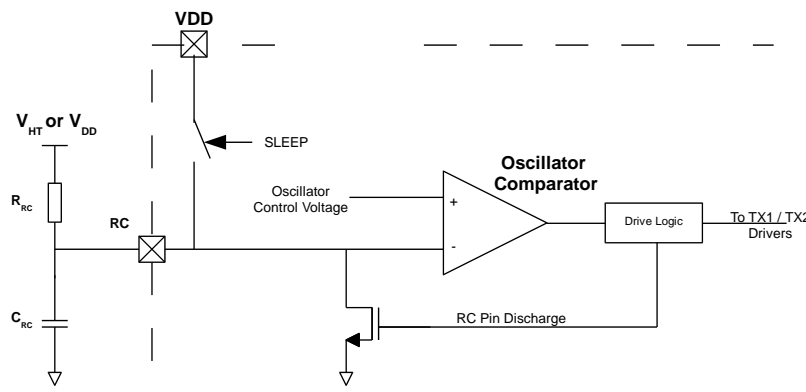 VDD
VHT or VDD
SLEEP
Oscillator
Comparator
Oscillator
Control Voltage
RRC
RC
+
-
Drive Logic
To TX1 / TX2
Drivers
CRC
RC Pin Discharge